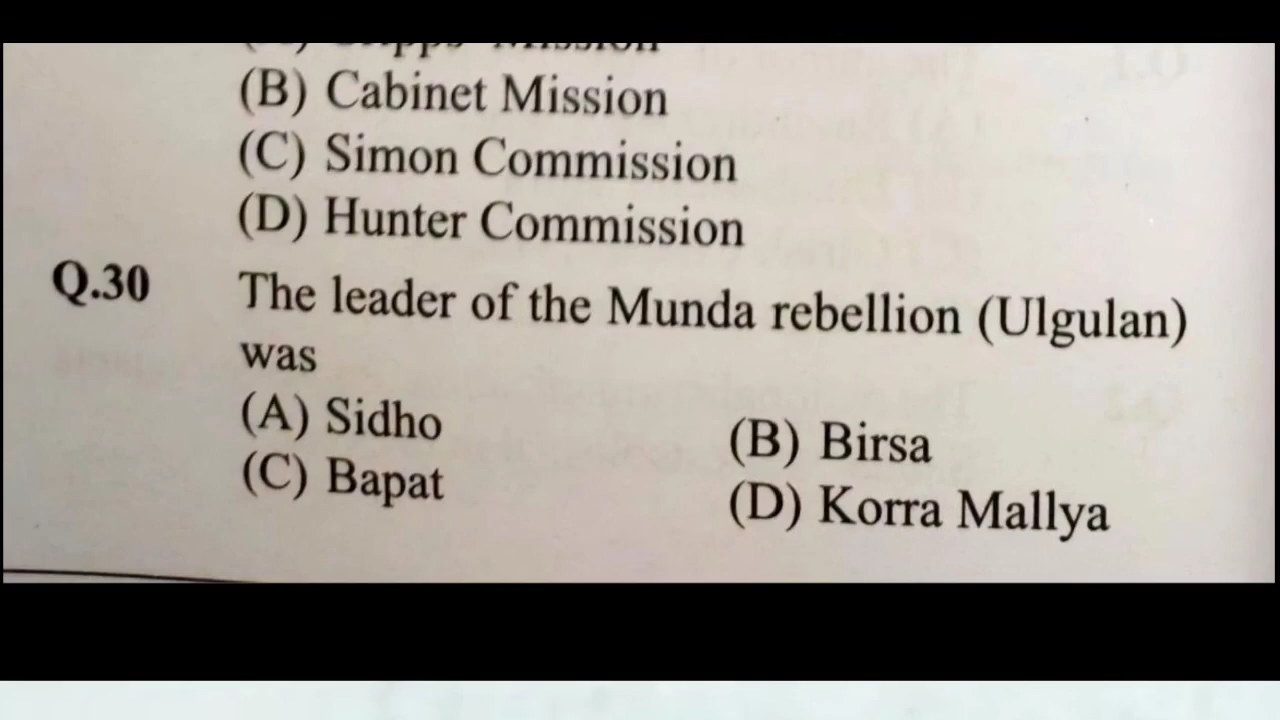 (B) Cabinet Mission
(C) Simon Commission
(D) Hunter Commission
Q.30 The leader of the Munda rebellion (Ulgulan)
was
(A) Sidho (B) Birsa
(C) Bapat (D) Korra Mallya